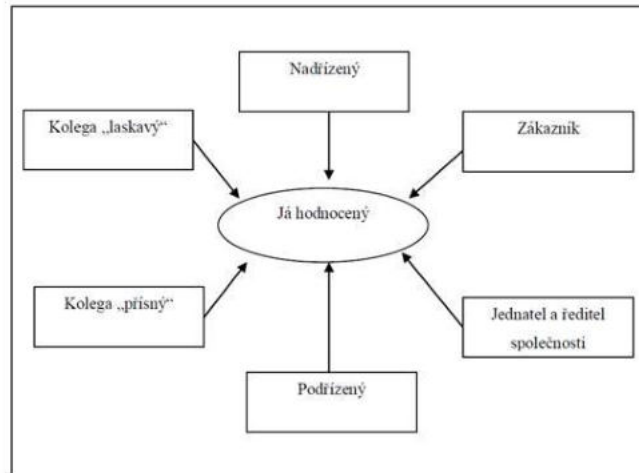 Nadřízený
Kolega „laskavý“
Zákazník
Já hodnocený
Kolega „přísný“
Jednatel a ředitel
společnosti
Podřízený